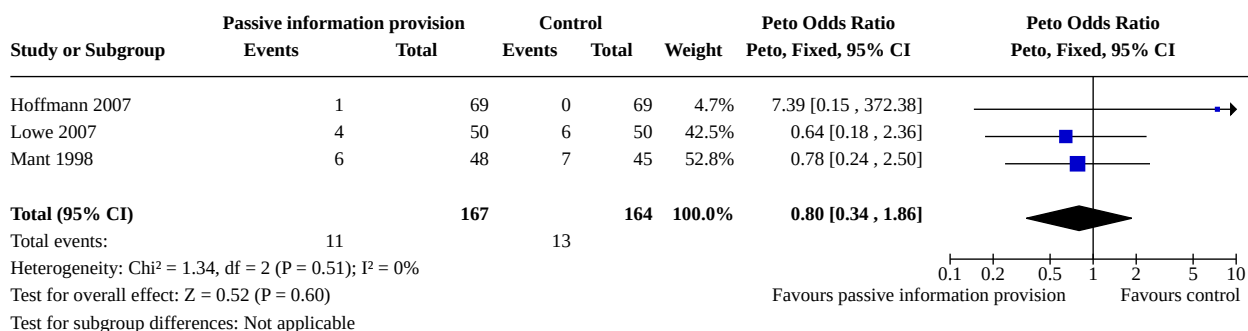 Passive information provision Control Peto Odds Ratio Peto Odds Ratio
Study or Subgroup Events Total Events Total Weight Peto, Fixed, 95% CI Peto, Fixed, 95% CI
Hoffmann 2007 1 69 0 69 4.7% 7.39 [0.15 , 372.38]
Lowe 2007 4 50 6 50 42.5% 0.64 [0.18 , 2.36]
Mant 1998 6 48 7 45 52.8% 0.78 [0.24 , 2.50]
Total (95% CI) 167 164 100.0% 0.80 [0.34 , 1.86]
Total events: 11 13
Heterogeneity: Chi² = 1.34, df = 2 (P = 0.51); I² = 0%
0.1 0.2 0.5 1 2 5 10
Test for overall effect: Z = 0.52 (P = 0.60)
Favours passive information provision Favours control
Test for subgroup differences: Not applicable